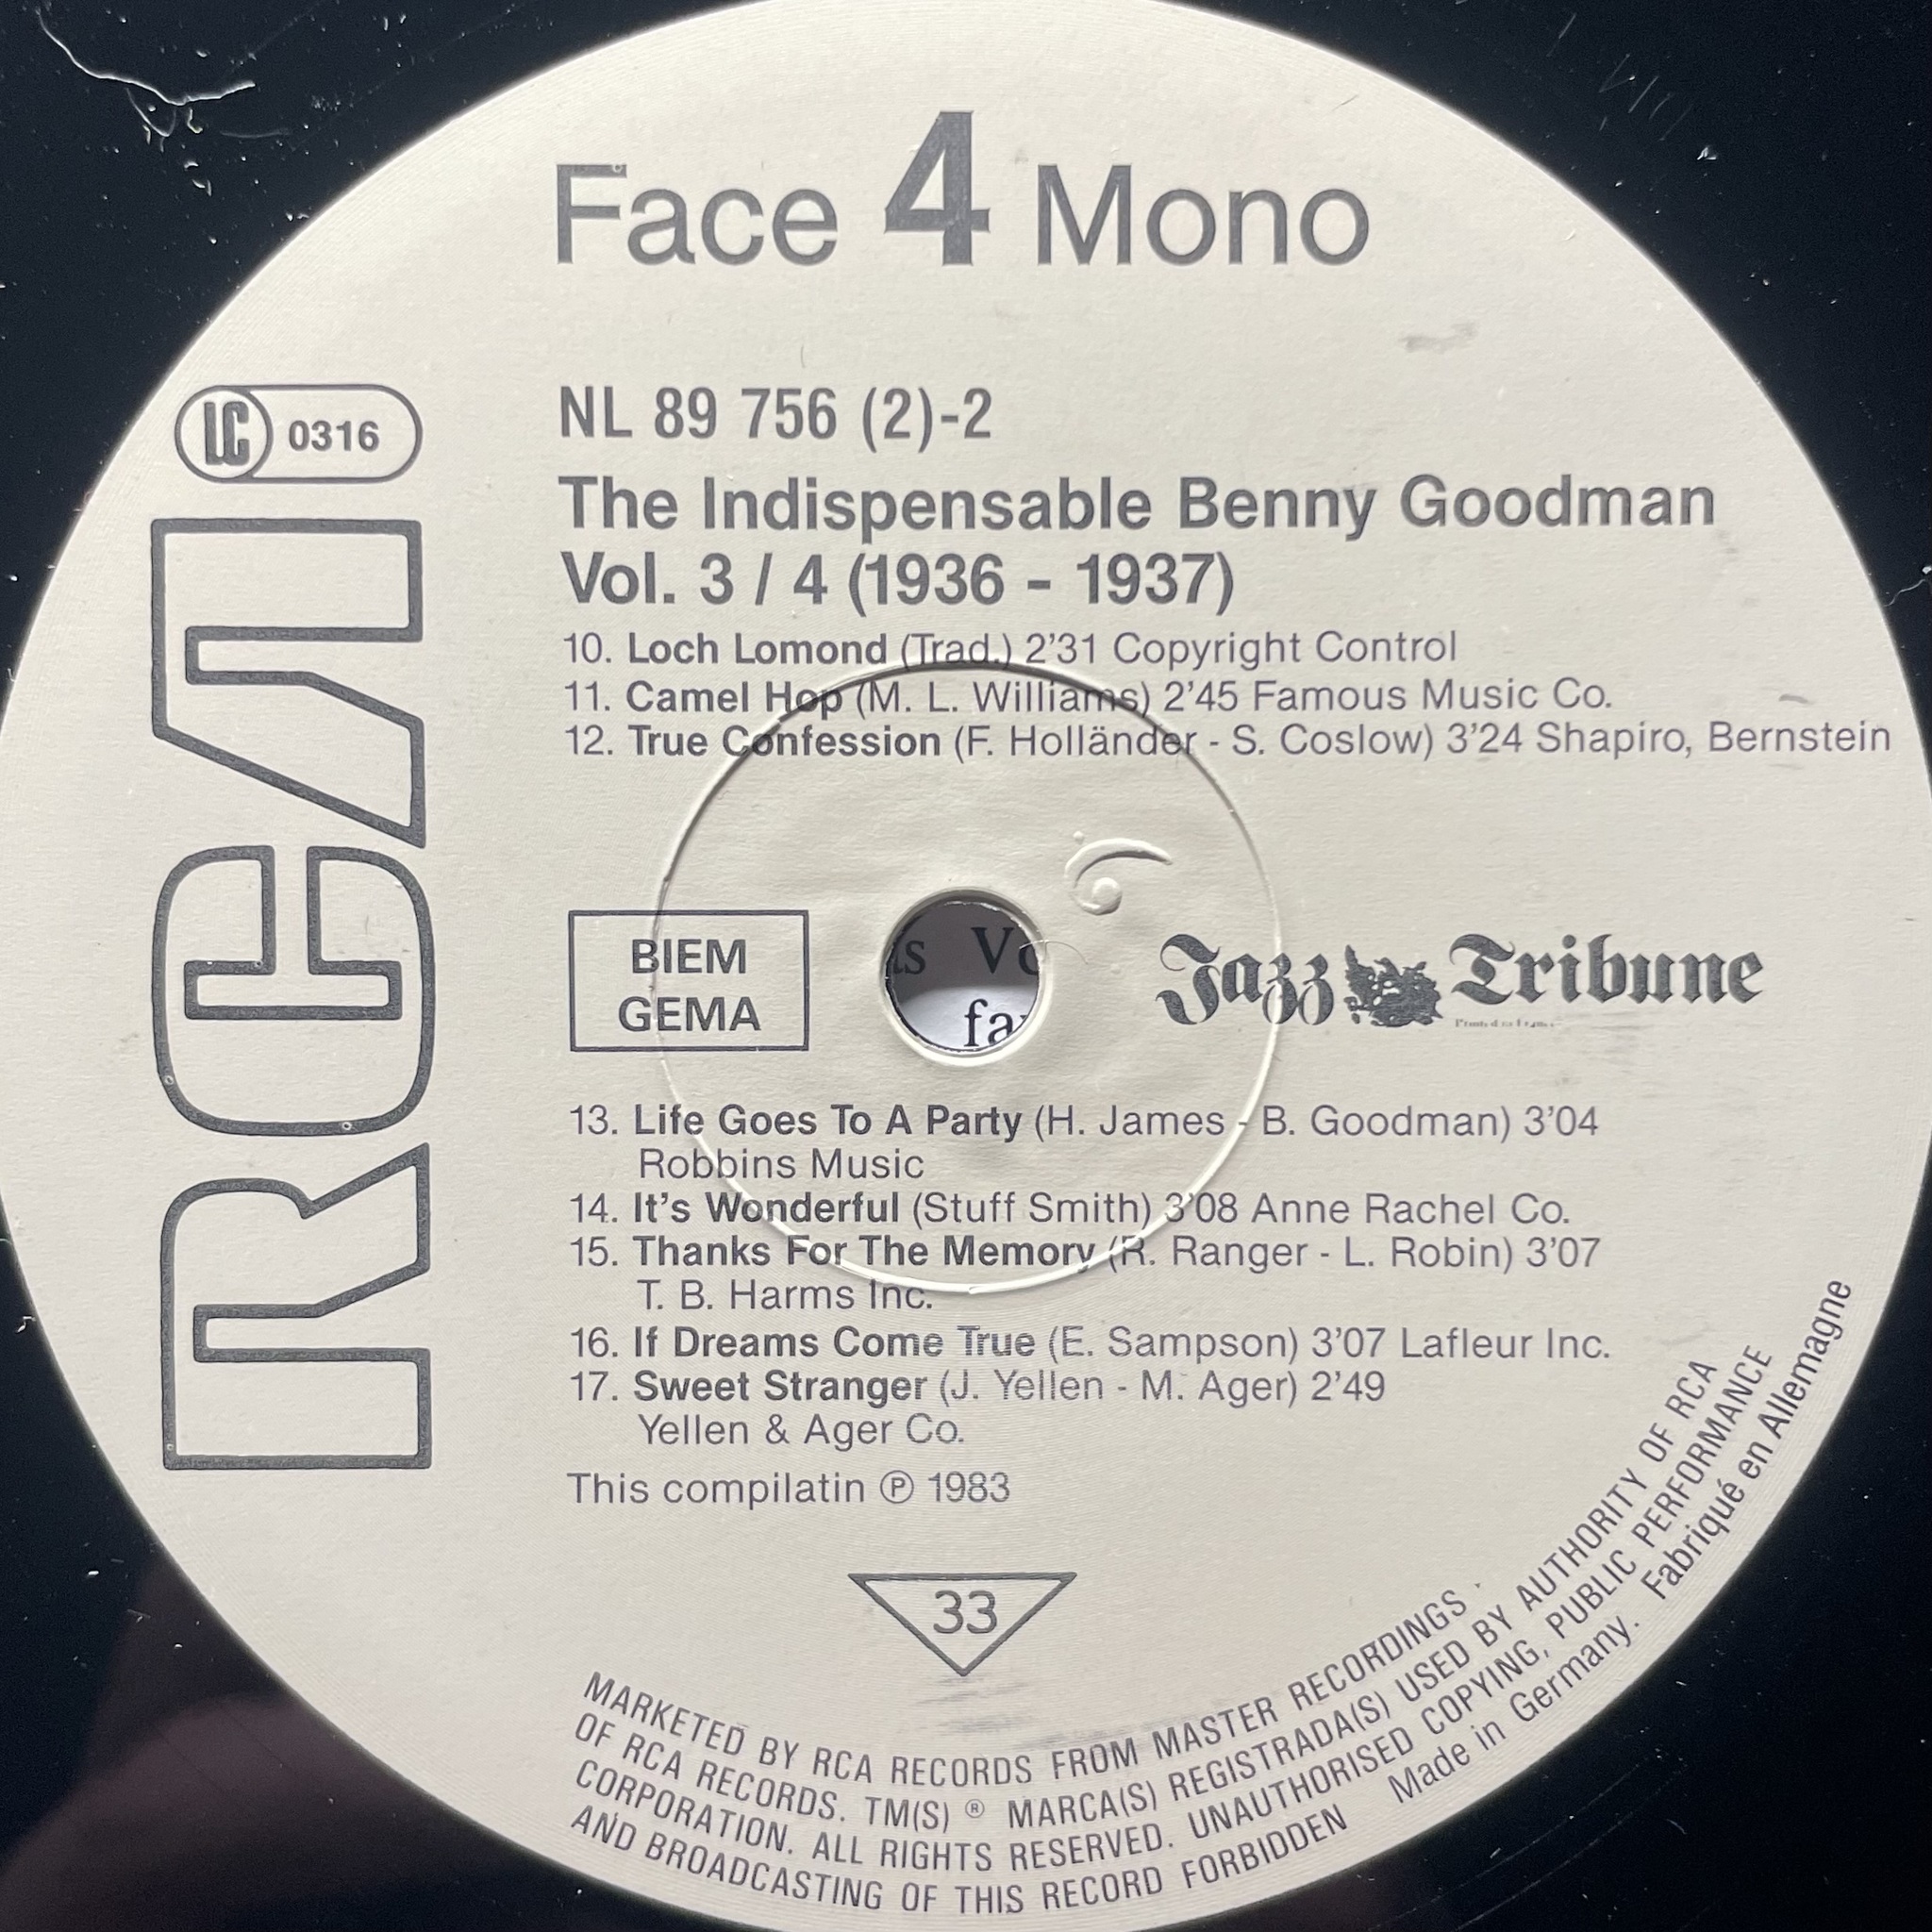 Face 4 Mono
LC 0316
NL 89 756 (2)-2
The Indispensable Benny Goodman
Vol. 3 / 4 (1936 - 1937)
10. Loch Lomond (Trad.) 2'31 Copyright Control
11. Camel Hop (M. L. Williams) 2'45 Famous Music Co.
12. True Confession (F. Holländer - S. Coslow) 3'24 Shapiro, Bernstein
RCA
BIEM
GEMA
6
Vo
fa
Jazz Tribune
13. Life Goes To A Party (H. James - B. Goodman) 3'04
Robbins Music
14. It's Wonderful (Stuff Smith) 3'08 Anne Rachel Co.
15. Thanks For The Memory (R. Ranger - L. Robin) 3'07
T. B. Harms Inc.
16. If Dreams Come True (E. Sampson) 3'07 Lafleur Inc.
17. Sweet Stranger (J. Yellen - M. Ager) 2'49
Yellen & Ager Co.
This compilatin ℗ 1983
33
MARKETED BY RCA RECORDS FROM MASTER RECORDINGS
OF RCA RECORDS. TM(S) ® MARCA(S) REGISTRADA(S) USED BY AUTHORITY OF RCA
CORPORATION. ALL RIGHTS RESERVED. UNAUTHORISED COPYING, PUBLIC PERFORMANCE
AND BROADCASTING OF THIS RECORD FORBIDDEN Made in Germany. Fabriqué en Allemagne